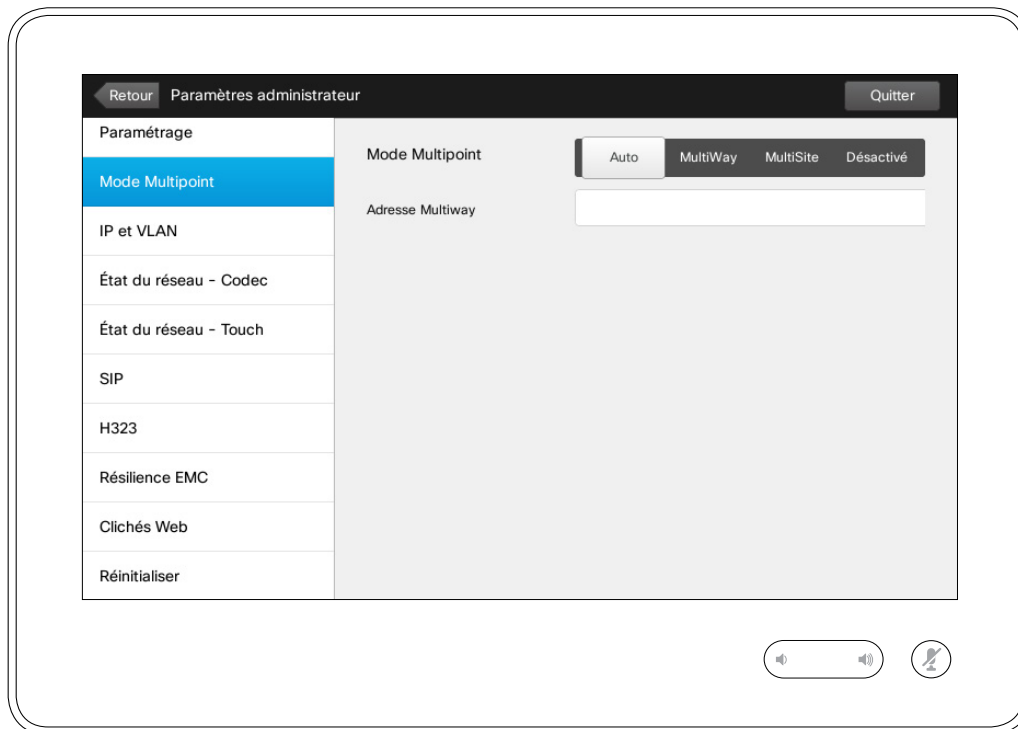 Retour Paramètres administrateur Quitter
Paramétrage
Mode Multipoint
IP et VLAN
État du réseau - Codec
État du réseau - Touch
SIP
H323
Résilience EMC
Clichés Web
Réinitialiser
Mode Multipoint Auto MultiWay MultiSite Désactivé
Adresse Multiway